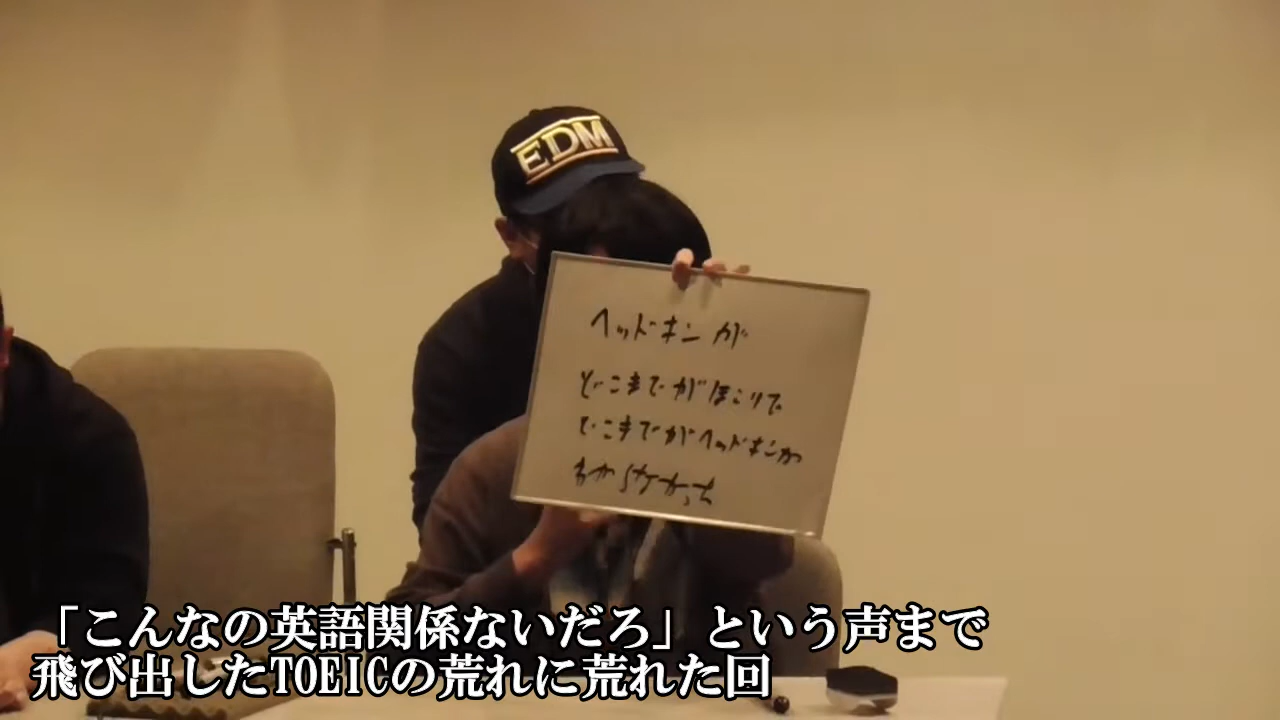 EDM
ヘッドホンが
どこまでがほこりで
どこまでがヘッドホンか
わからなかった
「こんなの英語関係ないだろ」という声まで
飛び出したTOEICの荒れに荒れた回